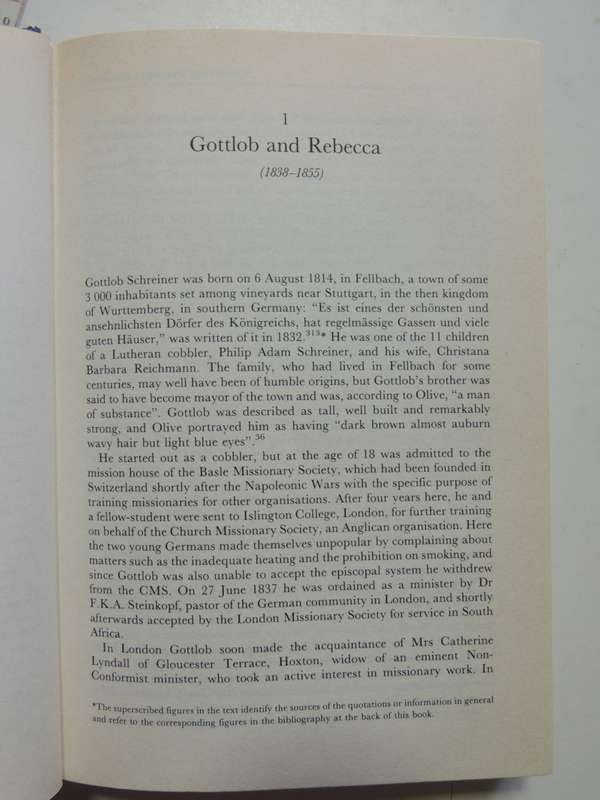 1
Gottlob and Rebecca
(1838–1855)
Gottlob Schreiner was born on 6 August 1814, in Fellbach, a town of some
3 000 inhabitants set among vineyards near Stuttgart, in the then kingdom
of Wurttemberg, in southern Germany: “Es ist eines der schönsten und
ansehnlichsten Dörfer des Königreichs, hat regelmässige Gassen und viele
guten Häuser,” was written of it in 1832.313* He was one of the 11 children
of a Lutheran cobbler, Philip Adam Schreiner, and his wife, Christana
Barbara Reichmann. The family, who had lived in Fellbach for some
centuries, may well have been of humble origins, but Gottlob’s brother was
said to have become mayor of the town and was, according to Olive, “a man
of substance”. Gottlob was described as tall, well built and remarkably
strong, and Olive portrayed him as having “dark brown almost auburn
wavy hair but light blue eyes”.36
He started out as a cobbler, but at the age of 18 was admitted to the
mission house of the Basle Missionary Society, which had been founded in
Switzerland shortly after the Napoleonic Wars with the specific purpose of
training missionaries for other organisations. After four years here, he and
a fellow-student were sent to Islington College, London, for further training
on behalf of the Church Missionary Society, an Anglican organisation. Here
the two young Germans made themselves unpopular by complaining about
matters such as the inadequate heating and the prohibition on smoking, and
since Gottlob was also unable to accept the episcopal system he withdrew
from the CMS. On 27 June 1837 he was ordained as a minister by Dr
F.K.A. Steinkopf, pastor of the German community in London, and shortly
afterwards accepted by the London Missionary Society for service in South
Africa.
In London Gottlob soon made the acquaintance of Mrs Catherine
Lyndall of Gloucester Terrace, Hoxton, widow of an eminent Non-
Conformist minister, who took an active interest in missionary work. In
*The superscribed figures in the text identify the sources of the quotations or information in general
and refer to the corresponding figures in the bibliography at the back of this book.